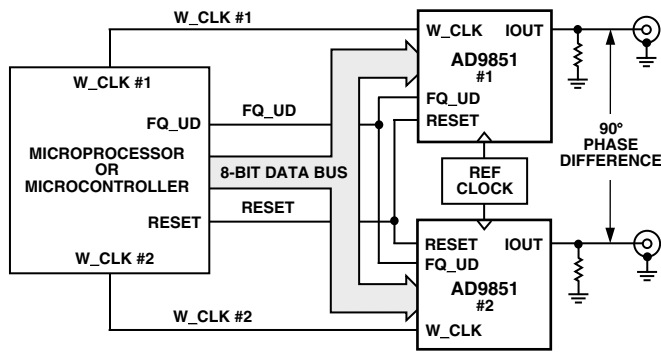 W_CLK #1
W_CLK #1
FQ_UD
MICROPROCESSOR
OR
MICROCONTROLLER
RESET
W_CLK #2
FQ_UD
8-BIT DATA BUS
RESET
W_CLK #2
W_CLK IOUT
AD9851
#1
FQ_UD
RESET
REF
CLOCK
RESET IOUT
FQ_UD
AD9851
#2
W_CLK
90°
PHASE
DIFFERENCE